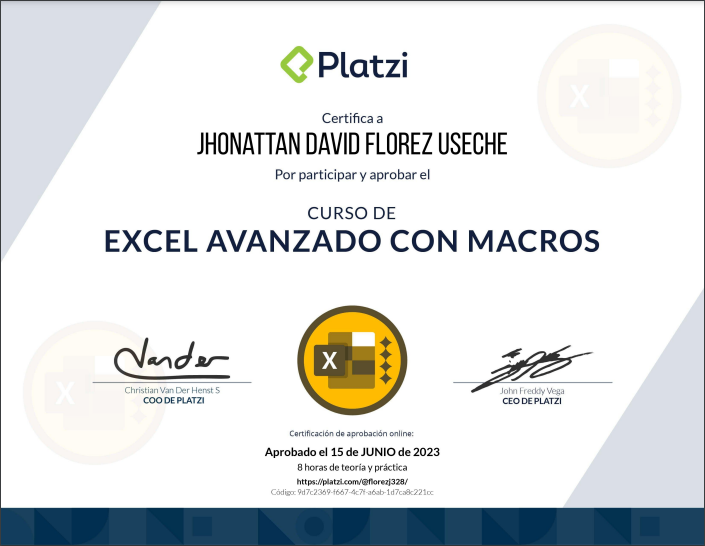 Platzi
Certifica a
JHONATTAN DAVID FLOREZ USECHE
Por participar y aprobar el
CURSO DE
EXCEL AVANZADO CON MACROS
X
X
X
Christian Van Der Henst S
COO DE PLATZI
John Freddy Vega
CEO DE PLATZI
Certificación de aprobación online:
Aprobado el 15 de JUNIO de 2023
8 horas de teoría y práctica
https://platzi.com/@florezj328/
Código: 9d7c2369-f667-4c7f-a6ab-1d7ca8c221cc